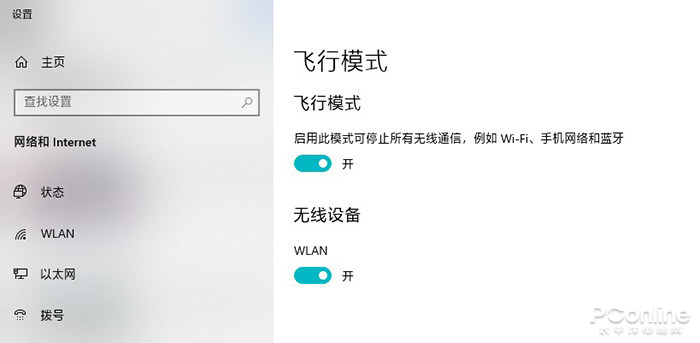 设置
主页
查找设置
网络和 Internet
状态
WLAN
以太网
拨号
飞行模式
飞行模式
启用此模式可停止所有无线通信，例如 Wi-Fi、手机网络和蓝牙
开
无线设备
WLAN
开
PConline
太平洋电脑网